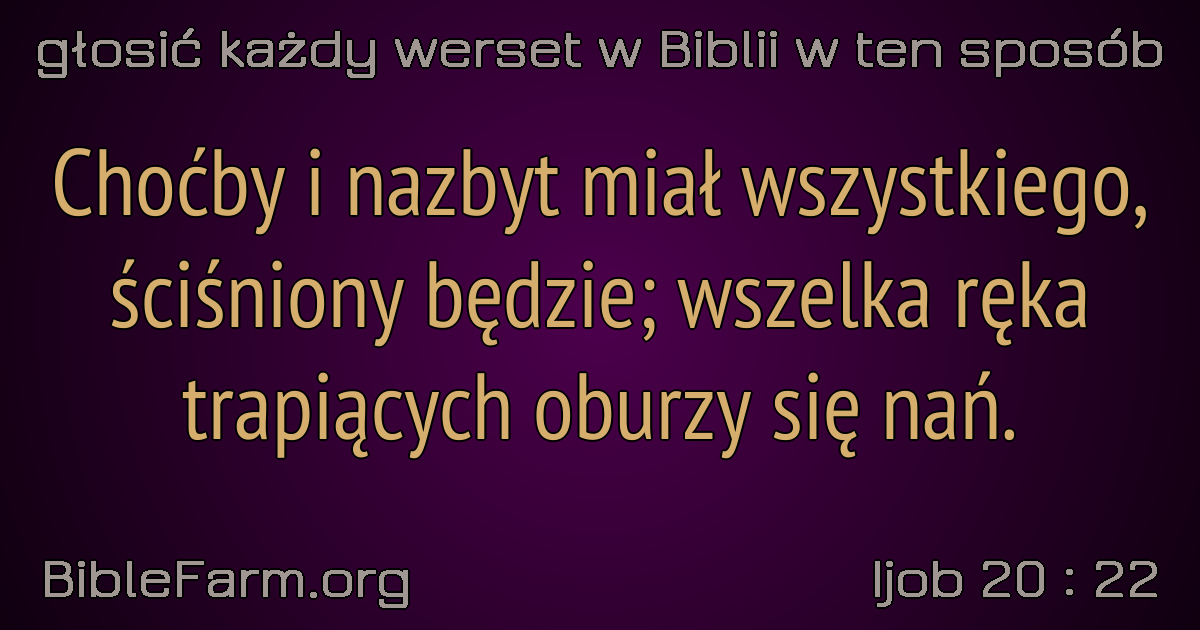 głosić każdy werset w Biblii w ten sposób
Choćby i nazbyt miał wszystkiego,
ściśniony będzie; wszelka ręka
trapiących oburzy się nań.
BibleFarm.org
Ijob 20 : 22